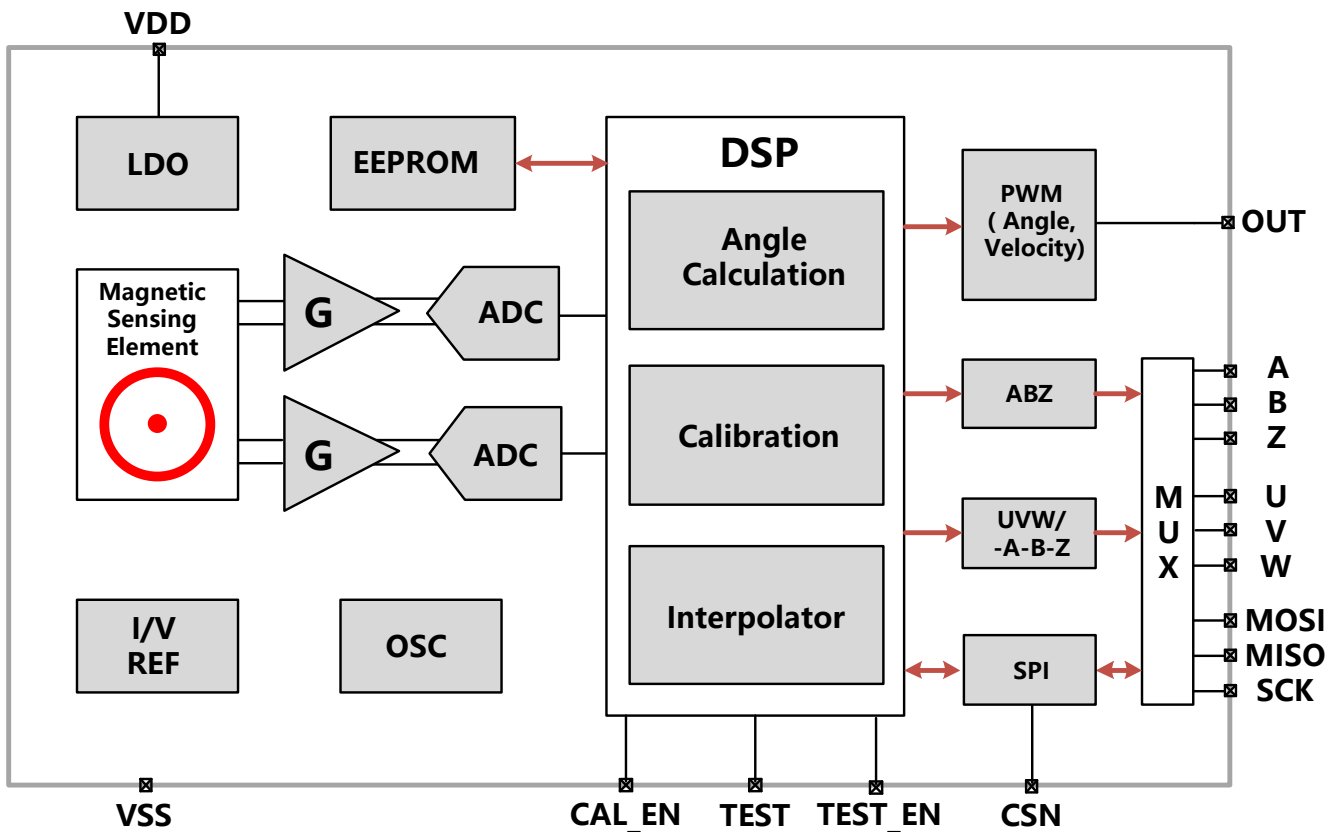 VDD
LDO
EEPROM
DSP
Angle
Calculation
PWM
( Angle,
Velocity)
OUT
Magnetic
Sensing
Element
G
ADC
G
ADC
Calibration
ABZ
A
B
Z
UVW/
-A-B-Z
M
U
X
U
V
W
I/V
REF
OSC
Interpolator
SPI
MOSI
MISO
SCK
VSS
CAL_EN
TEST
TEST_EN
CSN